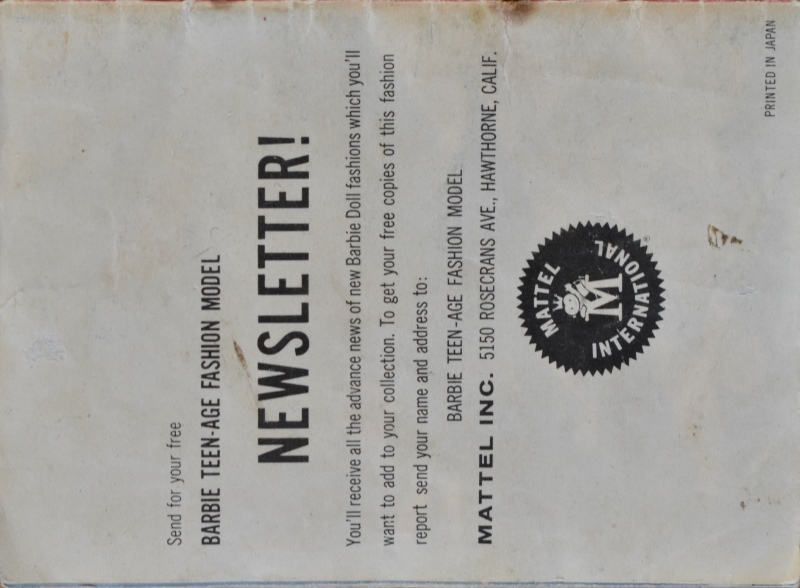 Send for your free
BARBIE TEEN-AGE FASHION MODEL
NEWSLETTER!
You'll receive all the advance news of new Barbie Doll fashions which you'll
want to add to your collection. To get your free copies of this fashion
report send your name and address to:
BARBIE TEEN-AGE FASHION MODEL
MATTEL INC. 5150 ROSECRANS AVE., HAWTHORNE, CALIF.
MATTEL
M
INTERNATIONAL
®
PRINTED IN JAPAN